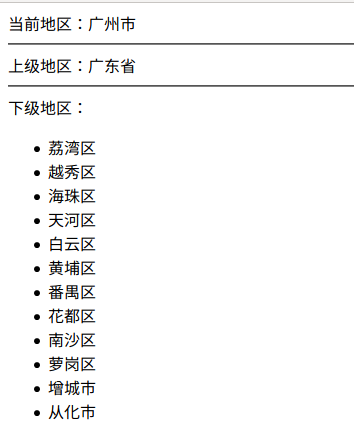 当前地区：广州市
上级地区：广东省
下级地区：
荔湾区
越秀区
海珠区
天河区
白云区
黄埔区
番禺区
花都区
南沙区
萝岗区
增城市
从化市